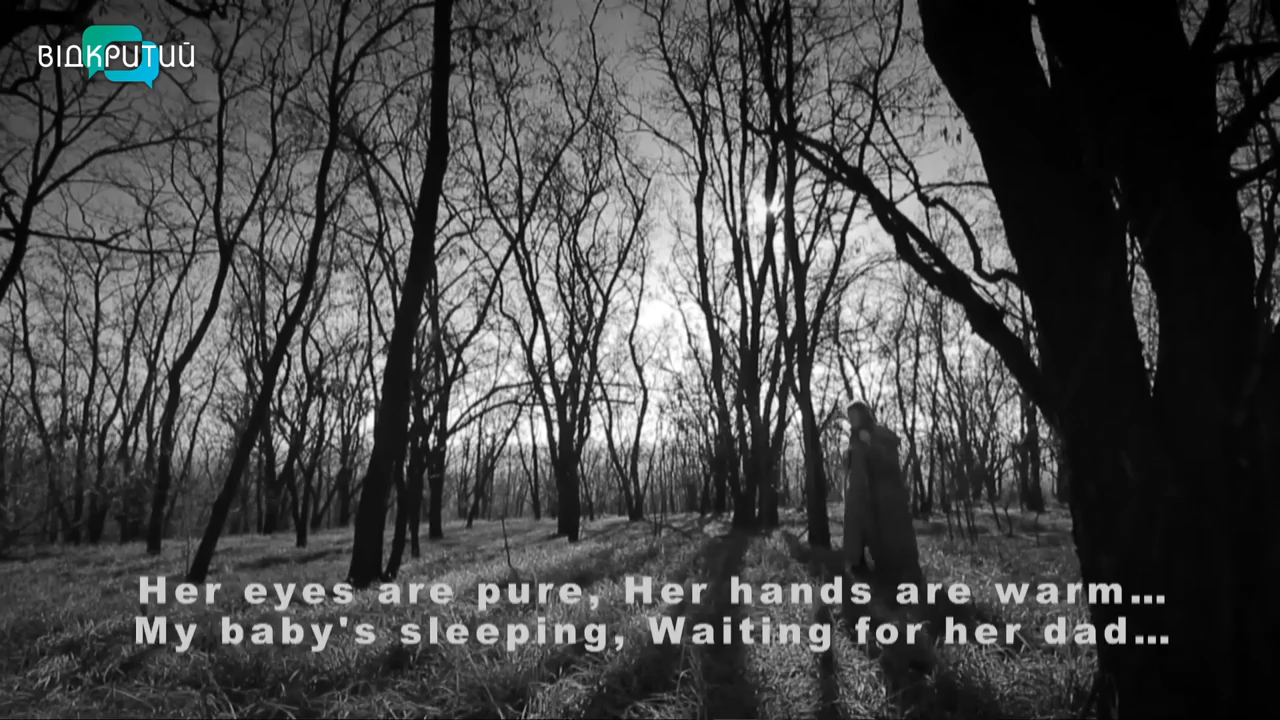 ВІДКРИТИЙ
Her eyes are pure, Her hands are warm...
My baby's sleeping, Waiting for her dad...